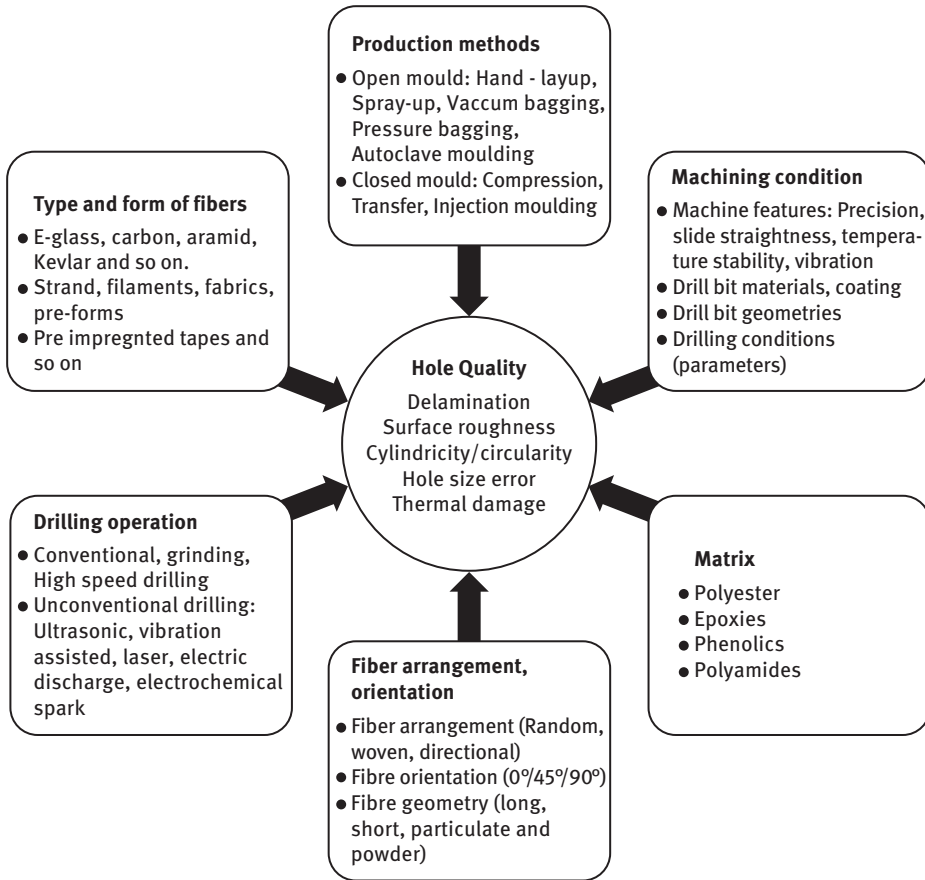 Production methods
• Open mould: Hand - layup,
Spray-up, Vaccum bagging,
Pressure bagging,
Autoclave moulding
• Closed mould: Compression,
Transfer, Injection moulding
Type and form of fibers
• E-glass, carbon, aramid,
Kevlar and so on.
• Strand, filaments, fabrics,
pre-forms
• Pre impregnted tapes and
so on
Machining condition
• Machine features: Precision,
slide straightness, tempera-
ture stability, vibration
• Drill bit materials, coating
• Drill bit geometries
• Drilling conditions
(parameters)
Hole Quality
Delamination
Surface roughness
Cylindricity/circularity
Hole size error
Thermal damage
Drilling operation
• Conventional, grinding,
High speed drilling
• Unconventional drilling:
Ultrasonic, vibration
assisted, laser, electric
discharge, electrochemical
spark
Matrix
• Polyester
• Epoxies
• Phenolics
• Polyamides
Fiber arrangement,
orientation
• Fiber arrangement (Random,
woven, directional)
• Fibre orientation (0°/45°/90°)
• Fibre geometry (long,
short, particulate and
powder)